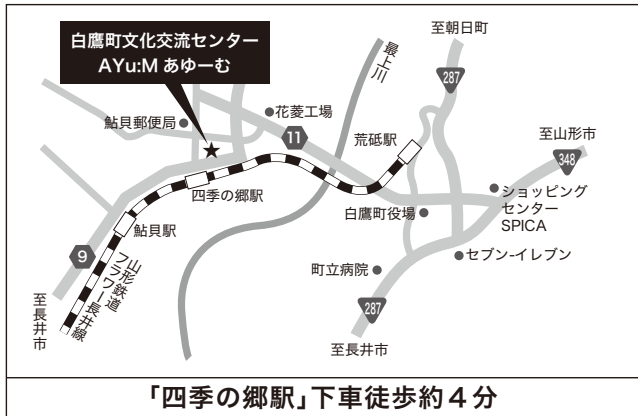 白鷹町文化交流センター
AYu:M あゆーむ
最上川
至朝日町
287
鮎貝郵便局
花菱工場
11
荒砥駅
287
至山形市
348
四季の郷駅
白鷹町役場
ショッピング
センター
SPICA
鮎貝駅
9
山形鉄道
フラワー長井線
町立病院
セブン-イレブン
至長井市
287
至長井市
「四季の郷駅」下車徒歩約4分